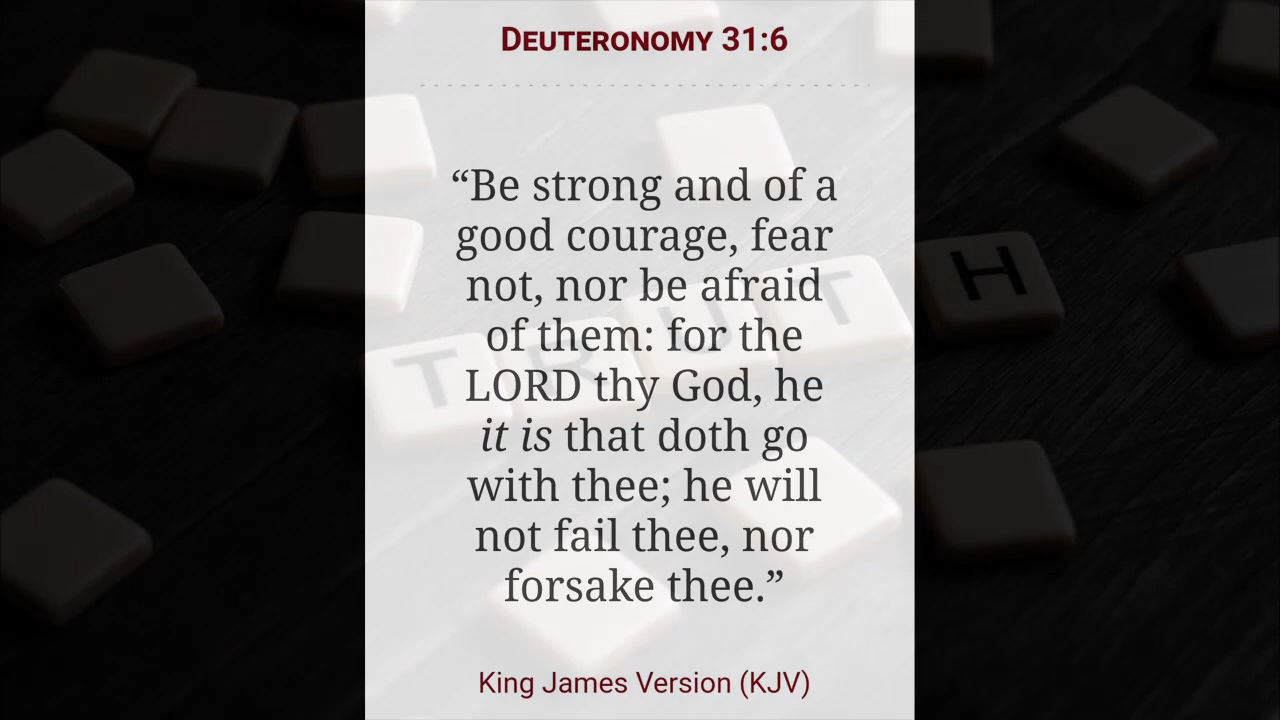 DEUTERONOMY 31:6
“Be strong and of a
good courage, fear
not, nor be afraid
of them: for the
LORD thy God, he
it is that doth go
with thee; he will
not fail thee, nor
forsake thee.”
King James Version (KJV)
T R U T H